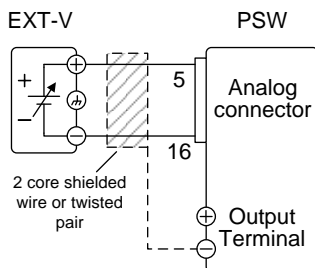 EXT-V
PSW
+
−
+
−
5
Analog
connector
16
2 core shielded
wire or twisted
pair
+
Output
Terminal
−